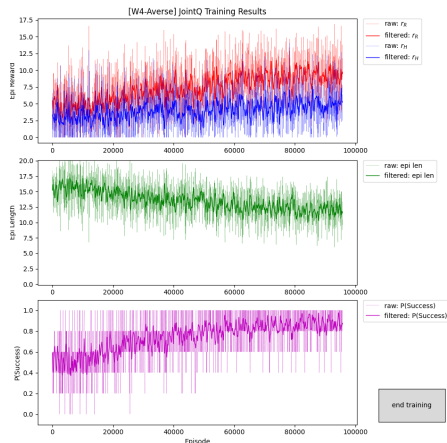 [W4-Averse] JointQ Training Results
Epi Reward
17.5
15.0
12.5
10.0
7.5
5.0
2.5
0.0
0 20000 40000 60000 80000 100000
raw: r_R
filtered: r_R
raw: r_H
filtered: r_H
Epi Length
20.0
17.5
15.0
12.5
10.0
7.5
5.0
2.5
0.0
0 20000 40000 60000 80000 100000
raw: epi len
filtered: epi len
P(Success)
1.0
0.8
0.6
0.4
0.2
0.0
0 20000 40000 60000 80000 100000
Episode
raw: P(Success)
filtered: P(Success)
end training